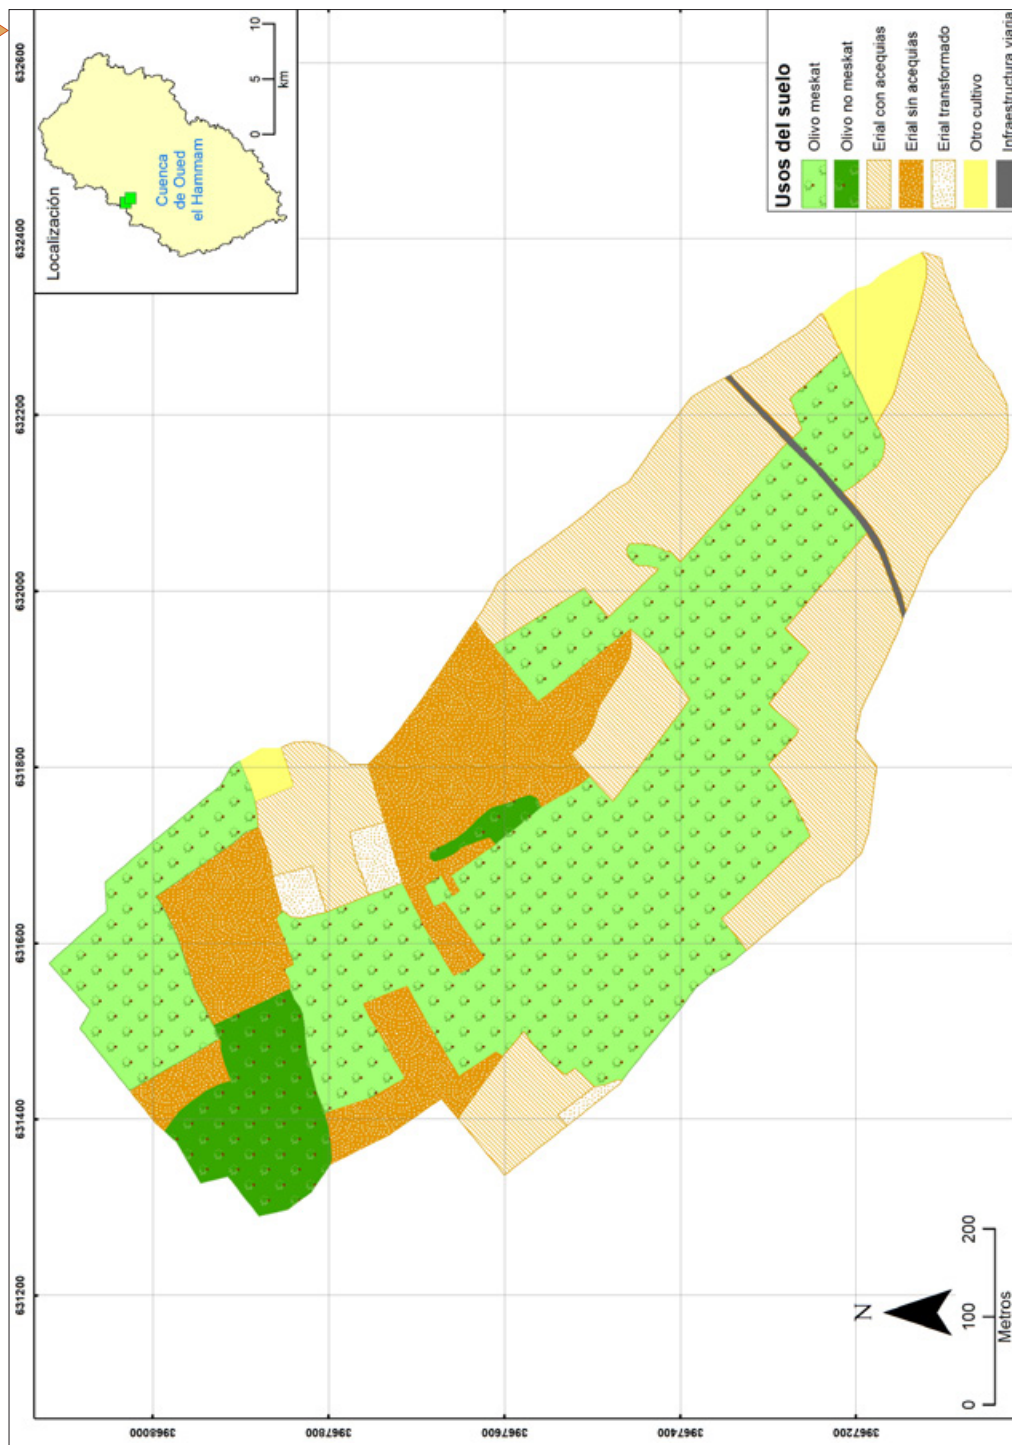 631200
631400
631600
631800
632000
632200
632400
632600
3968000
3967800
3967600
3967400
3967200
Localización
Cuenca
de Oued
el Hammam
0 5 10
km
Usos del suelo
Olivo meskat
Olivo no meskat
Erial con acequias
Erial sin acequias
Erial transformado
Otro cultivo
Infraestructura viaria
N
0 100 200
Metros